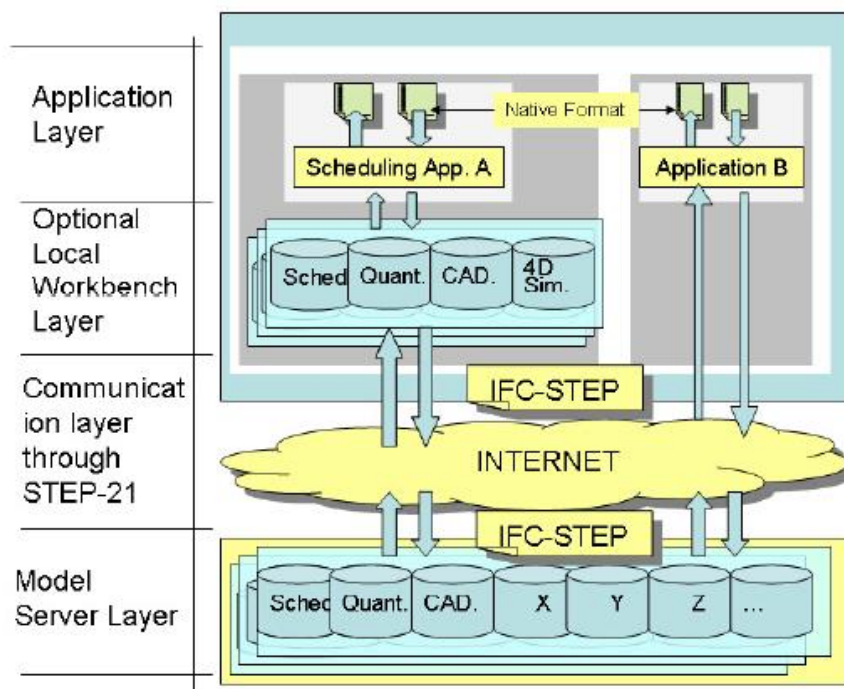 Application
Layer
Native Format
Scheduling App. A
Application B
Optional
Local
Workbench
Layer
Sched
Quant.
CAD.
4D
Sim.
IFC-STEP
Communicat
ion layer
through
STEP-21
INTERNET
IFC-STEP
Model
Server Layer
Sched
Quant.
CAD.
X
Y
Z
...